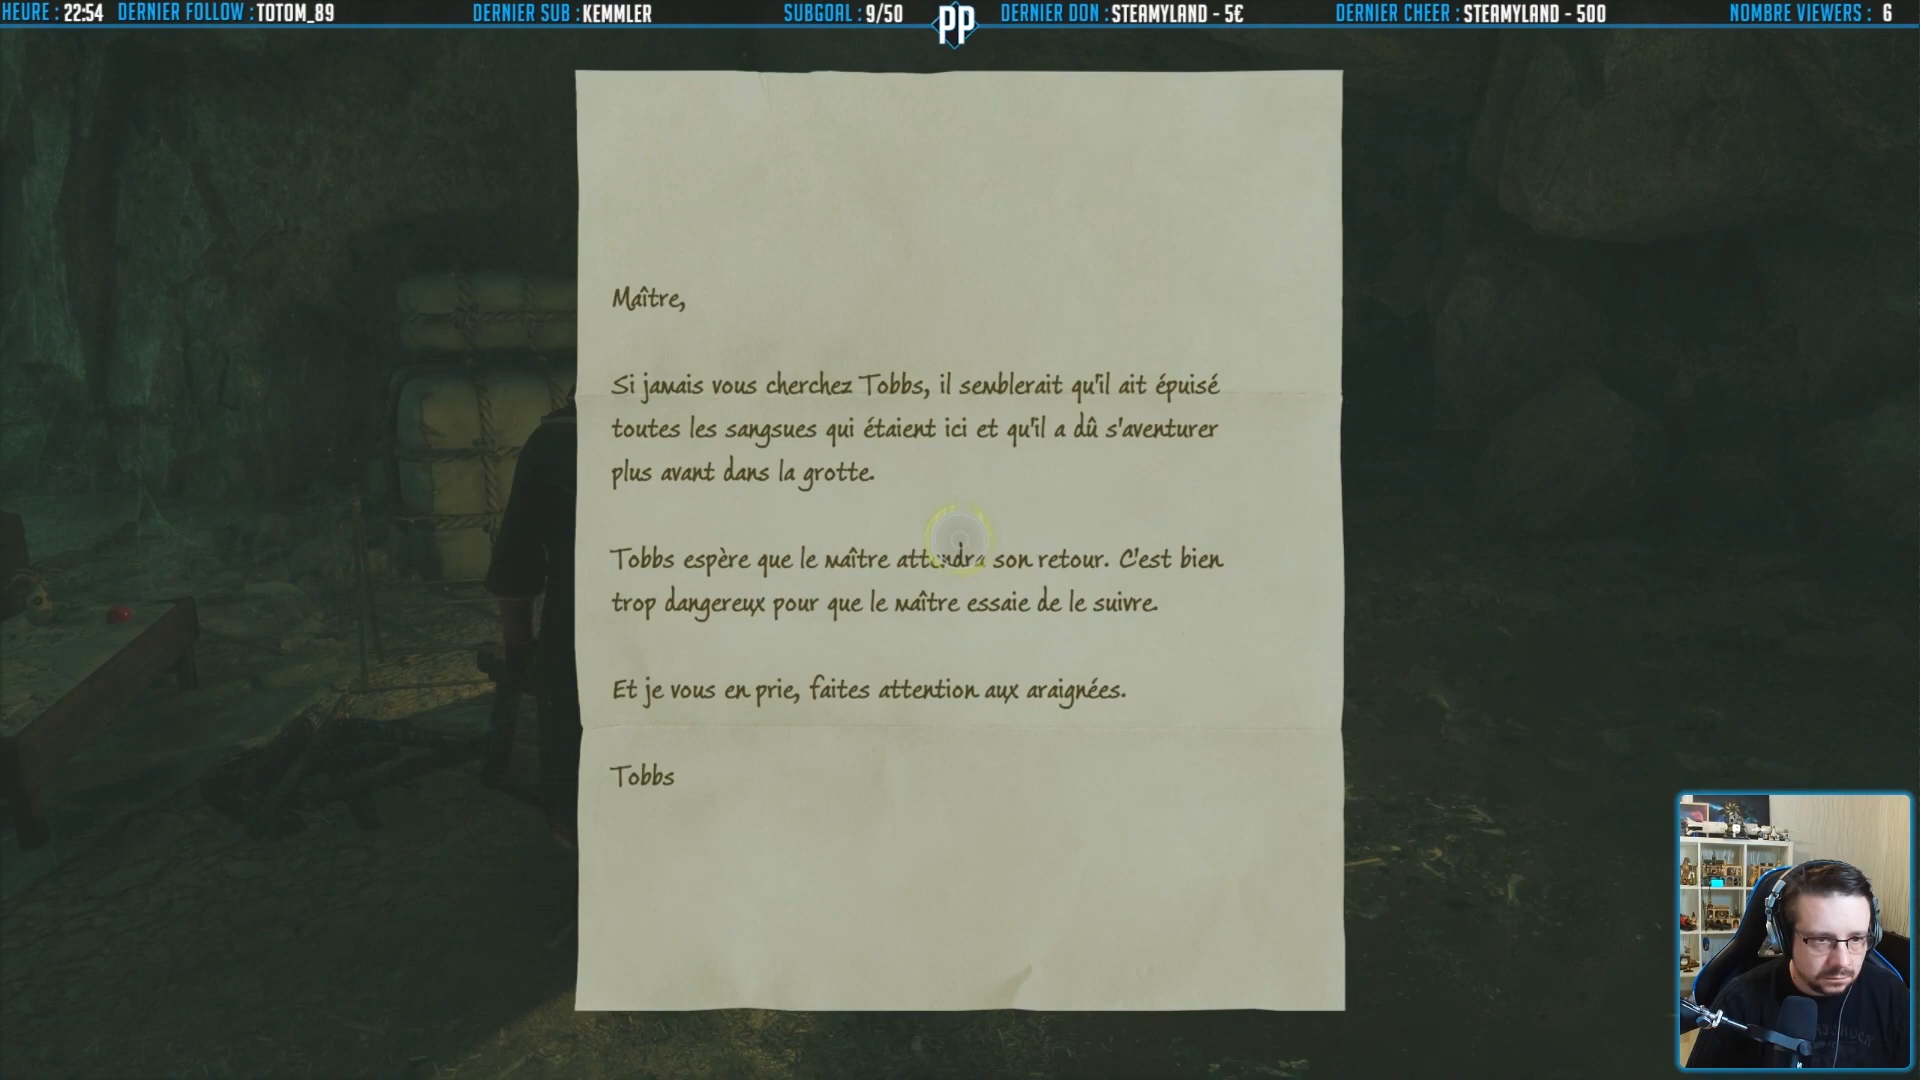 HEURE : 22:54 DERNIER FOLLOW : TOTOM_89 DERNIER SUB : KEMMLER SUBGOAL : 9/50 PP DERNIER DON : STEAMYLAND - 5€ DERNIER CHEER : STEAMYLAND - 500 NOMBRE VIEWERS : 6
Maître,
Si jamais vous cherchez Tobbs, il semblerait qu'il ait épuisé
toutes les sangsues qui étaient ici et qu'il a dû s'aventurer
plus avant dans la grotte.
Tobbs espère que le maître attendra son retour. C'est bien
trop dangereux pour que le maître essaie de le suivre.
Et je vous en prie, faites attention aux araignées.
Tobbs